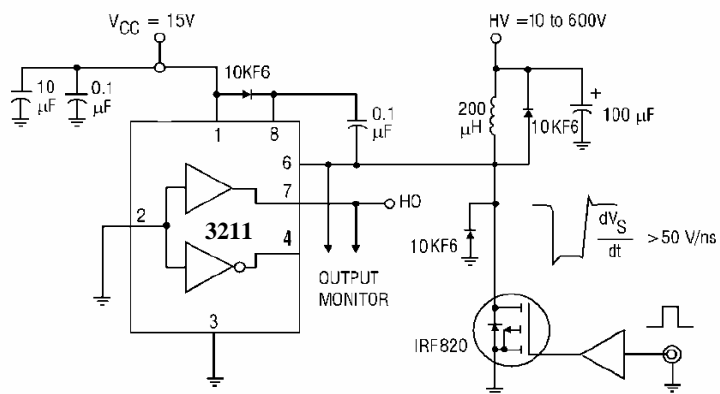 V_CC = 15V
HV = 10 to 600V
10KF6
10 μF
0.1 μF
0.1 μF
200 μH
10KF6
+
100 μF
1
8
6
7
HO
2
3211
4
10KF6
dV_S
dt
> 50 V/ns
OUTPUT
MONITOR
3
IRF820